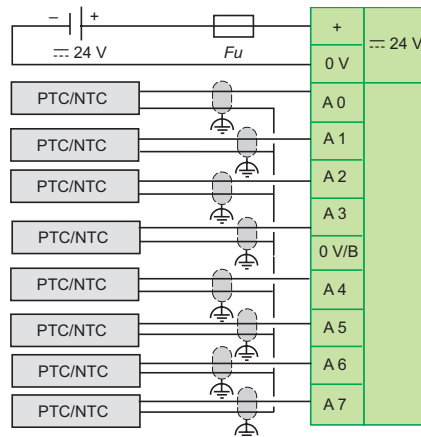 – +
⎓ 24 V
Fu
+
⎓ 24 V
0 V
PTC/NTC
A 0
PTC/NTC
A 1
PTC/NTC
A 2
A 3
PTC/NTC
0 V/B
PTC/NTC
A 4
PTC/NTC
A 5
PTC/NTC
A 6
PTC/NTC
A 7